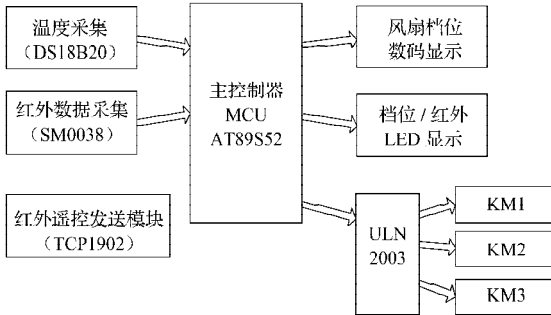 温度采集
（DS18B20）
红外数据采集
（SM0038）
红外遥控发送模块
（TCP1902）
主控制器
MCU
AT89S52
风扇档位
数码显示
档位 / 红外
LED 显示
ULN
2003
KM1
KM2
KM3